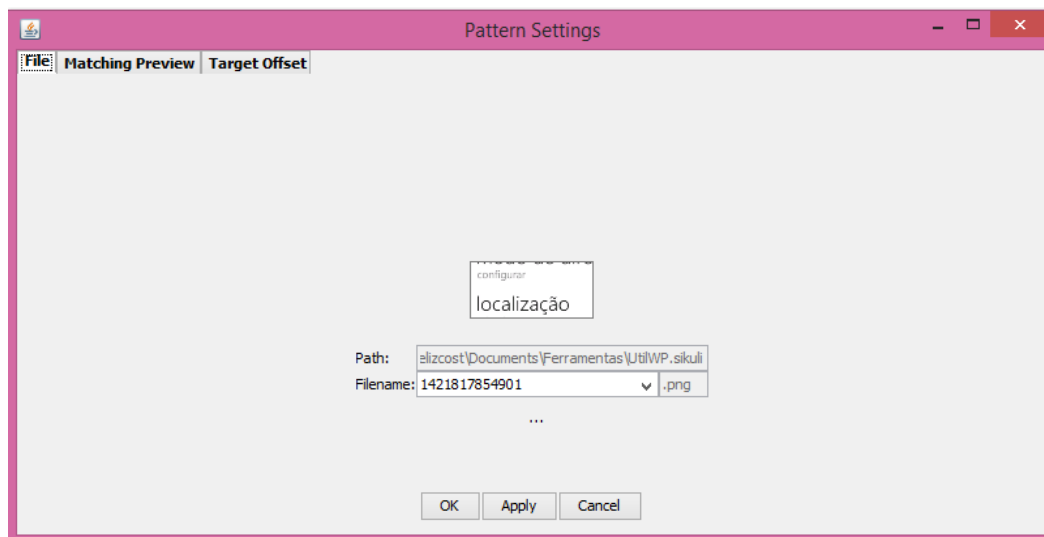 Pattern Settings
File Matching Preview Target Offset
configurar
localização
Path: elizcost\Documents\Ferramentas\UtilWP.sikuli
Filename: 1421817854901 .png
...
OK Apply Cancel